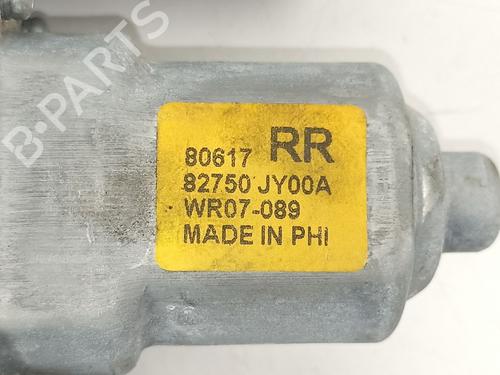 B-PARTS
80617 RR
82750 JY00A
WR07-089
MADE IN PHI